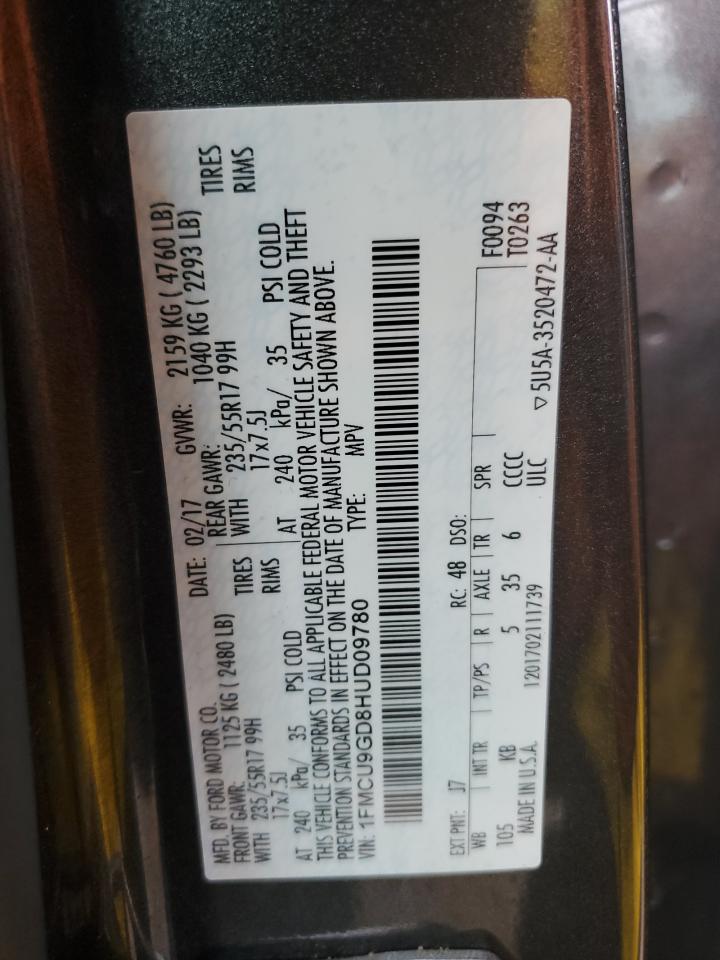 MFD. BY FORD MOTOR CO.
DATE: 02/17 GVWR: 2159 KG ( 4760 LB)
FRONT GAWR: 1125 KG ( 2480 LB) REAR GAWR: 1040 KG ( 2293 LB)
WITH 235/55R17 99H TIRES WITH 235/55R17 99H TIRES
17x7.5J RIMS 17x7.5J RIMS
AT 240 kPa/ 35 PSI COLD AT 240 kPa/ 35 PSI COLD
THIS VEHICLE CONFORMS TO ALL APPLICABLE FEDERAL MOTOR VEHICLE SAFETY AND THEFT
PREVENTION STANDARDS IN EFFECT ON THE DATE OF MANUFACTURE SHOWN ABOVE.
VIN: 1FMCU9GD8HUD09780 TYPE: MPV
EXT PNT: J7 RC: 48 DSO: F0094
WB INT TR TP/PS R AXLE TR SPR T0263
105 KB 5 35 6 CCCC
MADE IN U.S.A. 1201702111739 ULC ▽ 5U5A-3520472-AA